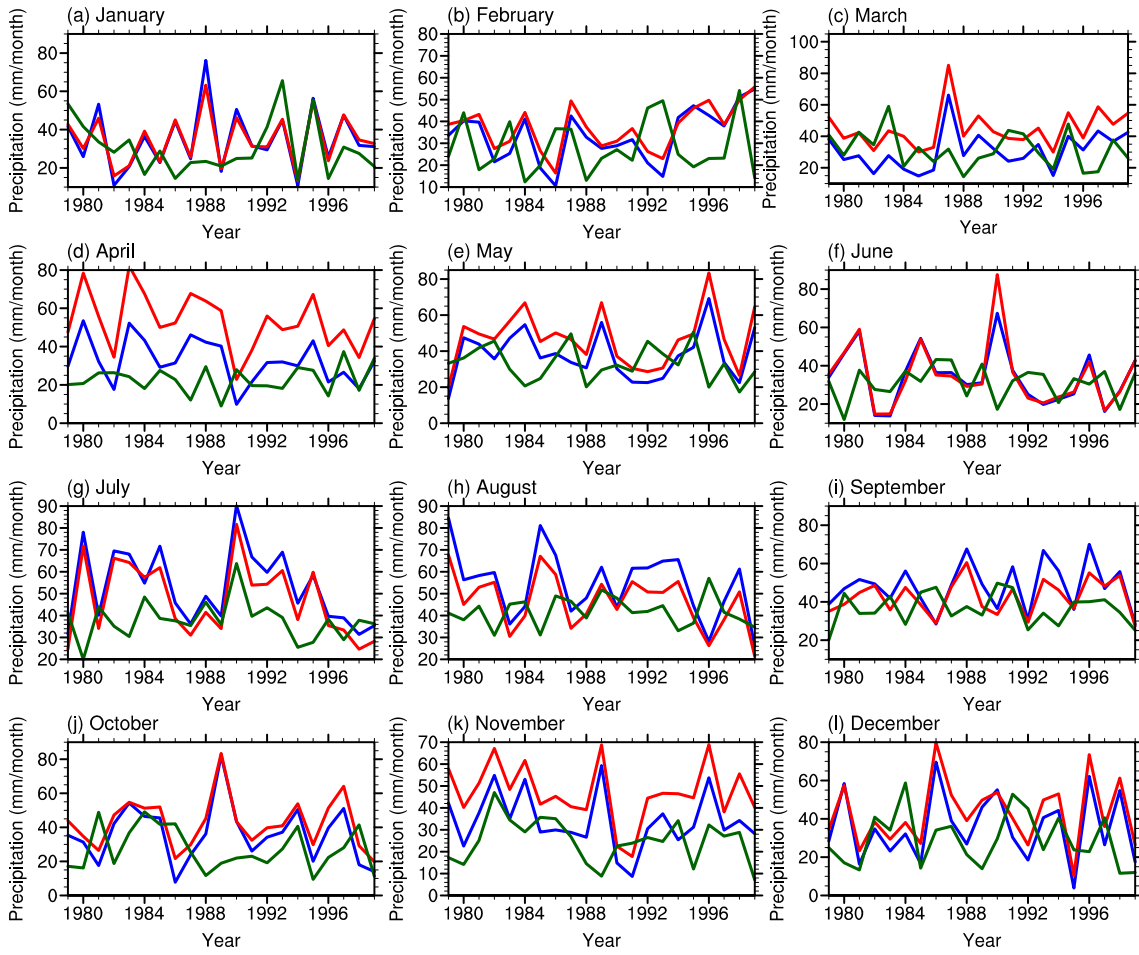 (a) January
(b) February
(c) March
Precipitation (mm/month)
80
60
40
20
1980 1984 1988 1992 1996
Year
Precipitation (mm/month)
80
70
60
50
40
30
20
10
1980 1984 1988 1992 1996
Year
Precipitation (mm/month)
100
80
60
40
20
1980 1984 1988 1992 1996
Year
(d) April
(e) May
(f) June
Precipitation (mm/month)
80
60
40
20
0
1980 1984 1988 1992 1996
Year
Precipitation (mm/month)
80
60
40
20
0
1980 1984 1988 1992 1996
Year
Precipitation (mm/month)
80
60
40
20
1980 1984 1988 1992 1996
Year
(g) July
(h) August
(i) September
Precipitation (mm/month)
90
80
70
60
50
40
30
20
1980 1984 1988 1992 1996
Year
Precipitation (mm/month)
90
80
70
60
50
40
30
20
1980 1984 1988 1992 1996
Year
Precipitation (mm/month)
80
60
40
20
1980 1984 1988 1992 1996
Year
(j) October
(k) November
(l) December
Precipitation (mm/month)
80
60
40
20
0
1980 1984 1988 1992 1996
Year
Precipitation (mm/month)
70
60
50
40
30
20
10
0
1980 1984 1988 1992 1996
Year
Precipitation (mm/month)
80
60
40
20
0
1980 1984 1988 1992 1996
Year